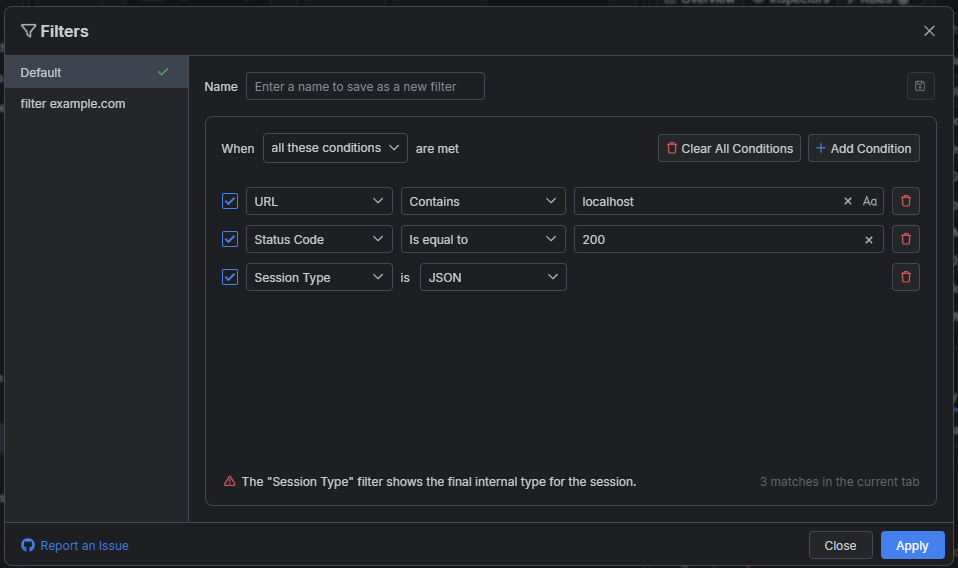 Overview Inspectors Rules
Filters
Default
filter example.com
Name Enter a name to save as a new filter
When all these conditions are met Clear All Conditions + Add Condition
URL Contains localhost Aa
Status Code Is equal to 200
Session Type is JSON
The "Session Type" filter shows the final internal type for the session. 3 matches in the current tab
Report an Issue Close Apply